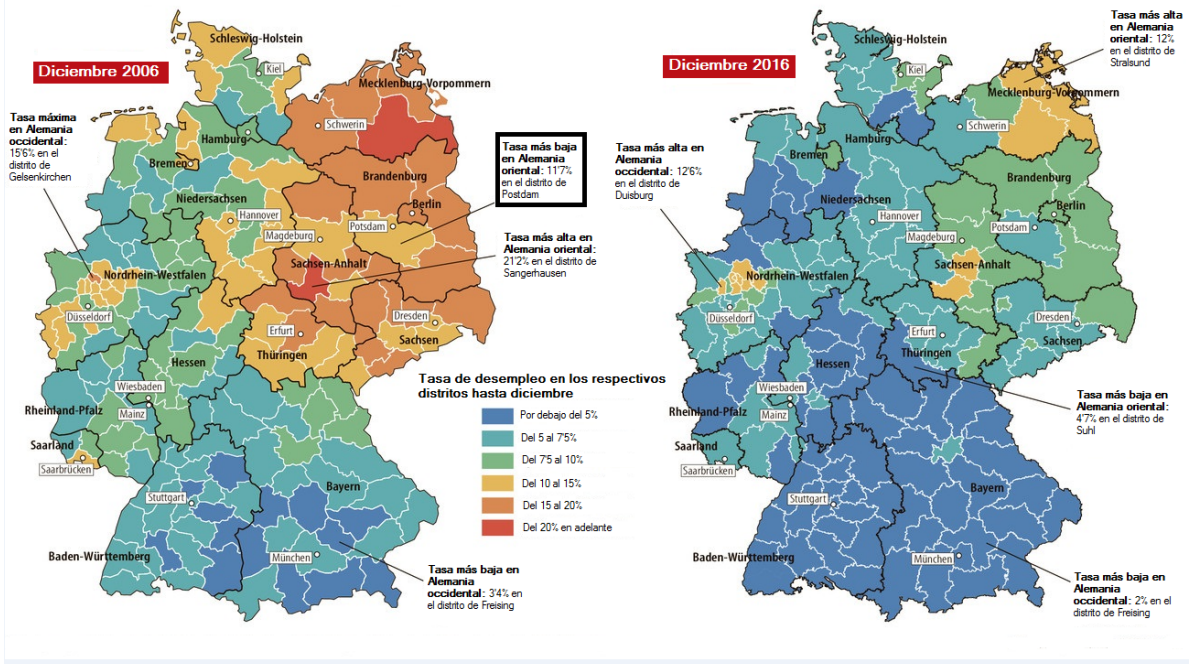 Diciembre 2006
Schleswig-Holstein
Kiel
Mecklenburg-Vorpommern
Schwerin
Hamburg
Bremen
Brandenburg
Berlin
Niedersachsen
Hannover
Potsdam
Magdeburg
Sachsen-Anhalt
Nordrhein-Westfalen
Düsseldorf
Dresden
Erfurt
Sachsen
Thüringen
Hessen
Wiesbaden
Rheinland-Pfalz
Mainz
Saarland
Saarbrücken
Bayern
Stuttgart
Baden-Württemberg
München
Tasa máxima
en Alemania
occidental:
15'6% en el
distrito de
Gelsenkirchen
Tasa más baja
en Alemania
oriental: 11'7%
en el distrito de
Postdam
Tasa más alta en
Alemania oriental:
21'2% en el distrito de
Sangerhausen
Tasa más baja en
Alemania
occidental: 3'4% en
el distrito de Freising
Tasa de desempleo en los respectivos
distritos hasta diciembre
Por debajo del 5%
Del 5 al 75%
Del 7'5 al 10%
Del 10 al 15%
Del 15 al 20%
Del 20% en adelante
Diciembre 2016
Schleswig-Holstein
Kiel
Mecklenburg-Vorpommern
Schwerin
Hamburg
Bremen
Brandenburg
Berlin
Niedersachsen
Hannover
Potsdam
Magdeburg
Sachsen-Anhalt
Nordrhein-Westfalen
Düsseldorf
Dresden
Erfurt
Sachsen
Thüringen
Hessen
Wiesbaden
Rheinland-Pfalz
Mainz
Saarland
Saarbrücken
Bayern
Stuttgart
Baden-Württemberg
München
Tasa más alta
en Alemania
oriental: 12%
en el distrito de
Stralsund
Tasa más alta en
Alemania
occidental: 12'6%
en el distrito de
Duisburg
Tasa más baja en
Alemania oriental:
4'7% en el distrito de
Suhl
Tasa más baja en
Alemania
occidental: 2% en el
distrito de Freising